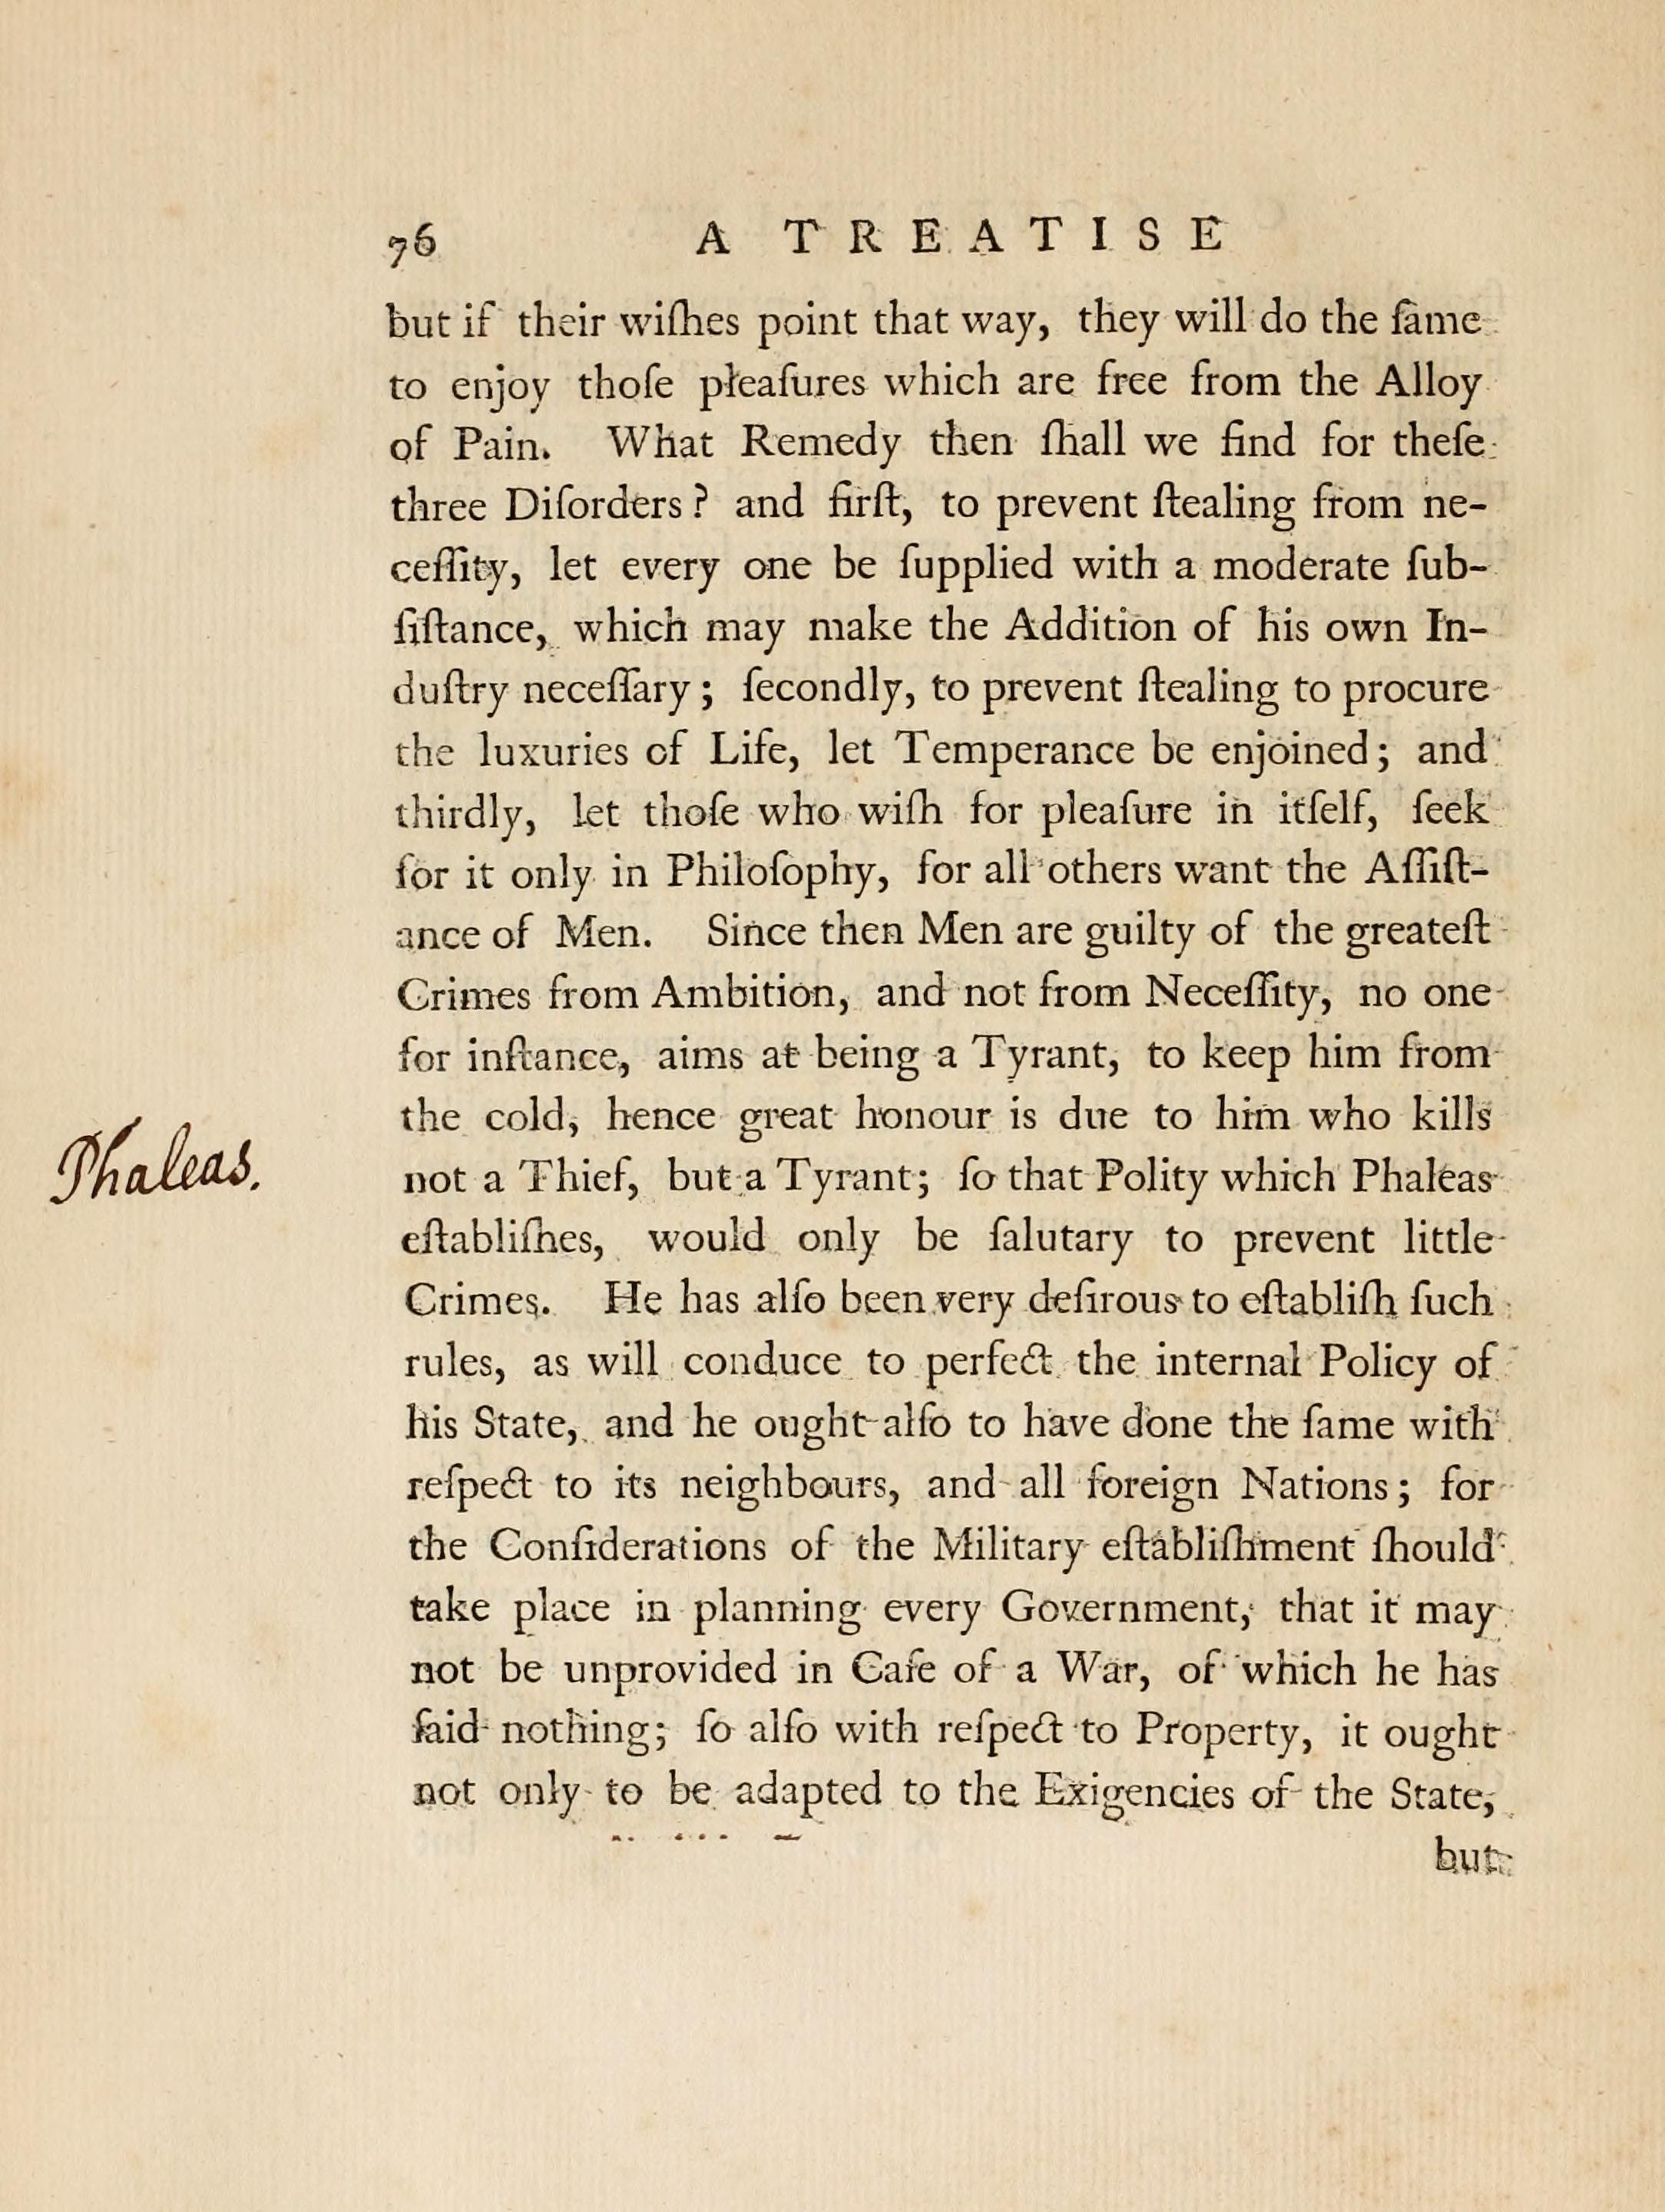 76 A TREATISE
but if their wiſhes point that way, they will do the ſame
to enjoy thoſe pleaſures which are free from the Alloy
of Pain. What Remedy then ſhall we find for theſe
three Diſorders? and firſt, to prevent ſtealing from ne-
ceſſity, let every one be ſupplied with a moderate ſub-
ſiſtance, which may make the Addition of his own In-
duſtry neceſſary; ſecondly, to prevent ſtealing to procure
the luxuries of Life, let Temperance be enjoined; and
thirdly, let thoſe who wiſh for pleaſure in itſelf, ſeek
for it only in Philoſophy, for all others want the Aſſiſt-
ance of Men. Since then Men are guilty of the greateſt
Crimes from Ambition, and not from Neceſſity, no one
for inſtance, aims at being a Tyrant, to keep him from
the cold, hence great honour is due to him who kills
Phaleas.
not a Thief, but a Tyrant; ſo that Polity which Phaleas
eſtabliſhes, would only be ſalutary to prevent little
Crimes. He has alſo been very deſirous to eſtabliſh ſuch
rules, as will conduce to perfect the internal Policy of
his State, and he ought alſo to have done the ſame with
reſpect to its neighbours, and all foreign Nations; for
the Conſiderations of the Military eſtabliſhment ſhould
take place in planning every Government, that it may
not be unprovided in Caſe of a War, of which he has
ſaid nothing; ſo alſo with reſpect to Property, it ought
not only to be adapted to the Exigencies of the State,
but